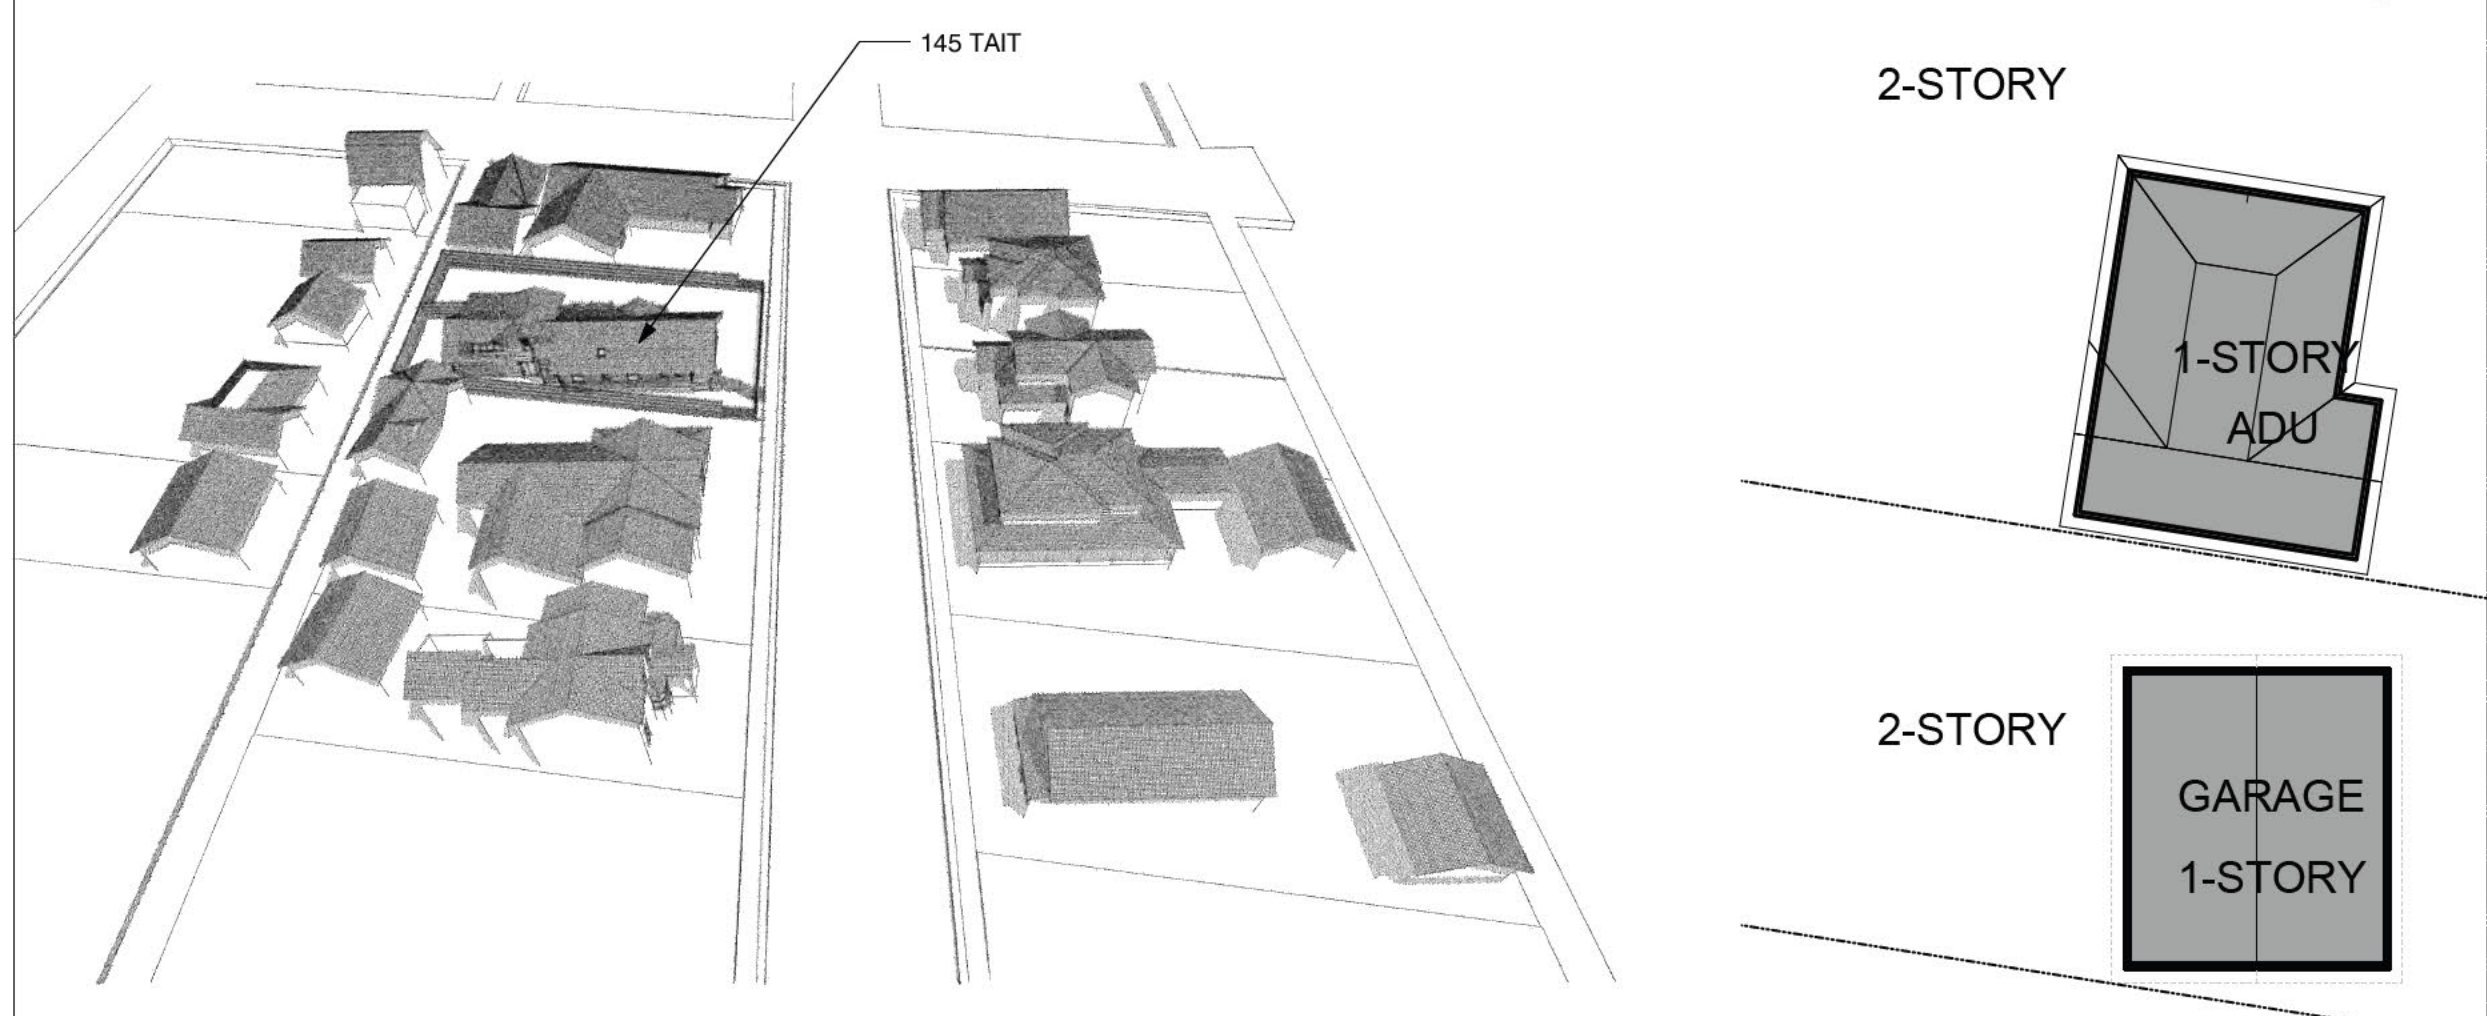 145 TAIT
2-STORY
1-STORY
ADU
2-STORY
GARAGE
1-STORY